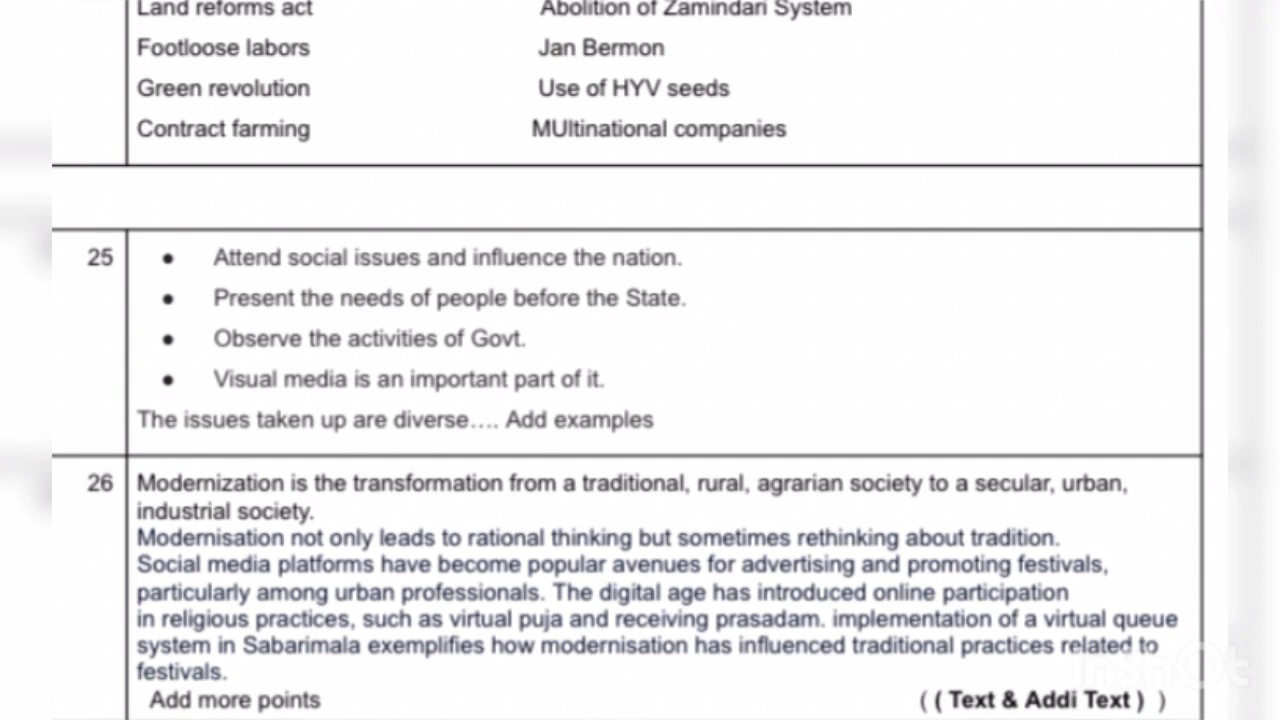 Land reforms act Abolition of Zamindari System
Footloose labors Jan Bermon
Green revolution Use of HYV seeds
Contract farming MUltinational companies
25 • Attend social issues and influence the nation.
• Present the needs of people before the State.
• Observe the activities of Govt.
• Visual media is an important part of it.
The issues taken up are diverse.... Add examples
26 Modernization is the transformation from a traditional, rural, agrarian society to a secular, urban,
industrial society.
Modernisation not only leads to rational thinking but sometimes rethinking about tradition.
Social media platforms have become popular avenues for advertising and promoting festivals,
particularly among urban professionals. The digital age has introduced online participation
in religious practices, such as virtual puja and receiving prasadam. implementation of a virtual queue
system in Sabarimala exemplifies how modernisation has influenced traditional practices related to
festivals.
Add more points ( ( Text & Addi Text ) )
InShOt